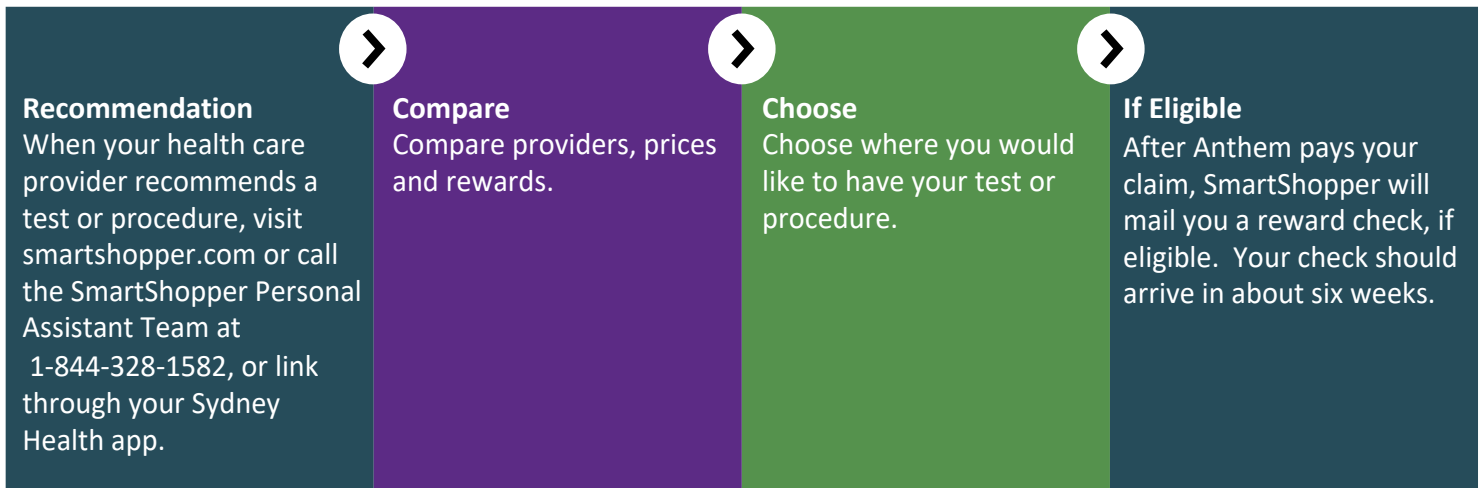 Recommendation
When your health care
provider recommends a
test or procedure, visit
smartshopper.com or call
the SmartShopper Personal
Assistant Team at
1-844-328-1582, or link
through your Sydney
Health app.
Compare
Compare providers, prices
and rewards.
Choose
Choose where you would
like to have your test or
procedure.
If Eligible
After Anthem pays your
claim, SmartShopper will
mail you a reward check, if
eligible.  Your check should
arrive in about six weeks.